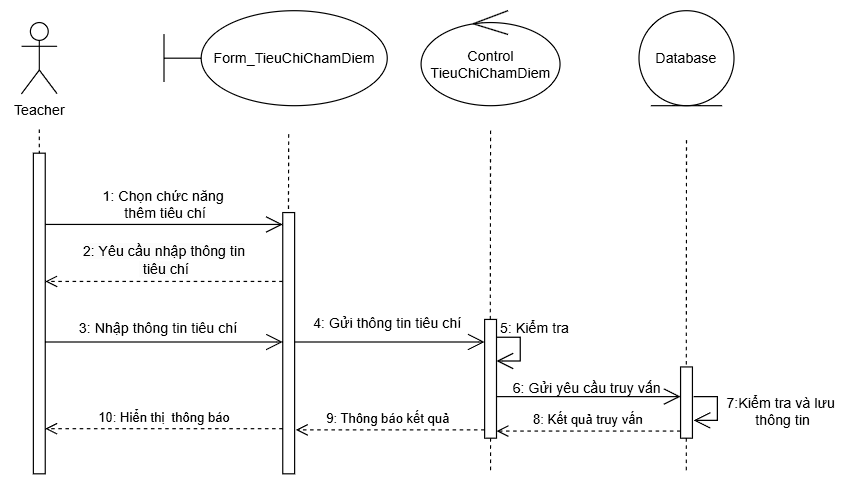 Teacher
Form_TieuChiChamDiem
Control
TieuChiChamDiem
Database
1: Chọn chức năng
thêm tiêu chí
2: Yêu cầu nhập thông tin
tiêu chí
3: Nhập thông tin tiêu chí
4: Gửi thông tin tiêu chí
5: Kiểm tra
6: Gửi yêu cầu truy vấn
7:Kiểm tra và lưu
thông tin
8: Kết quả truy vấn
9: Thông báo kết quả
10: Hiển thị thông báo